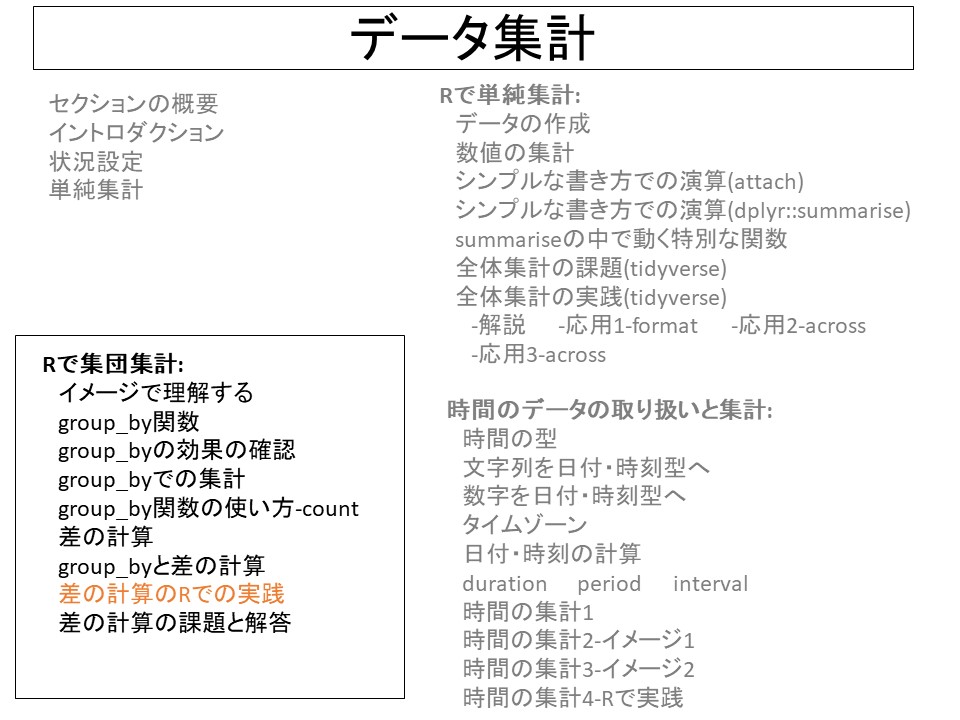 データ集計
セクションの概要
イントロダクション
状況設定
単純集計
Rで単純集計:
データの作成
数値の集計
シンプルな書き方での演算(attach)
シンプルな書き方での演算(dplyr::summarise)
summariseの中で動く特別な関数
全体集計の課題(tidyverse)
全体集計の実践(tidyverse)
-解説 -応用1-format -応用2-across
-応用3-across
Rで集団集計:
イメージで理解する
group_by関数
group_byの効果の確認
group_byでの集計
group_by関数の使い方-count
差の計算
group_byと差の計算
差の計算のRでの実践
差の計算の課題と解答
時間のデータの取り扱いと集計:
時間の型
文字列を日付・時刻型へ
数字を日付・時刻型へ
タイムゾーン
日付・時刻の計算
duration period interval
時間の集計1
時間の集計2-イメージ1
時間の集計3-イメージ2
時間の集計4-Rで実践